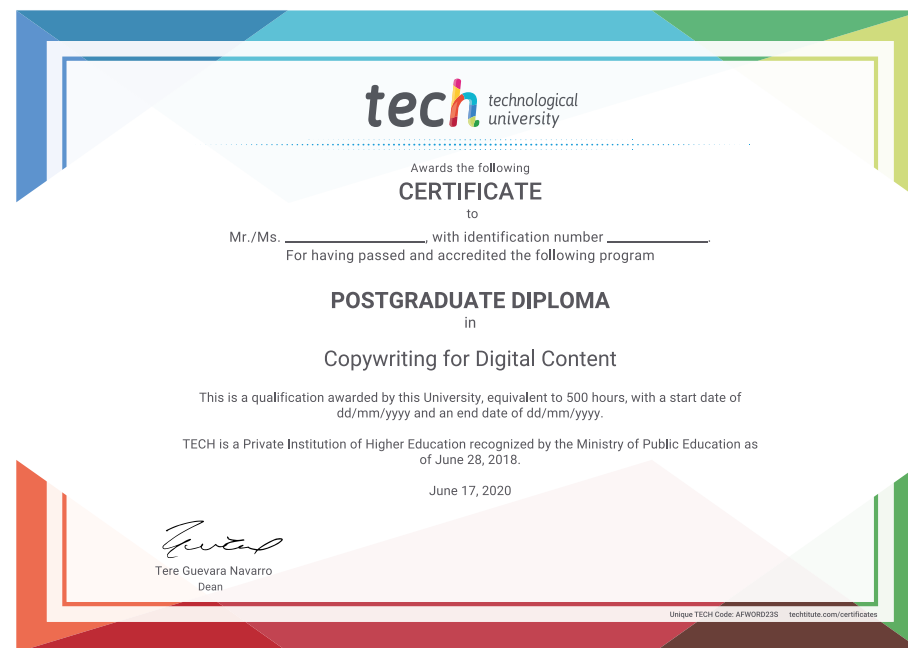 tech technological
university
Awards the following
CERTIFICATE
to
Mr./Ms. ____________, with identification number ____________.
For having passed and accredited the following program
POSTGRADUATE DIPLOMA
in
Copywriting for Digital Content
This is a qualification awarded by this University, equivalent to 500 hours, with a start date of
dd/mm/yyyy and an end date of dd/mm/yyyy.
TECH is a Private Institution of Higher Education recognized by the Ministry of Public Education as
of June 28, 2018.
June 17, 2020
Tere Guevara Navarro
Dean
Unique TECH Code: AFWORD23S techtitute.com/certificates